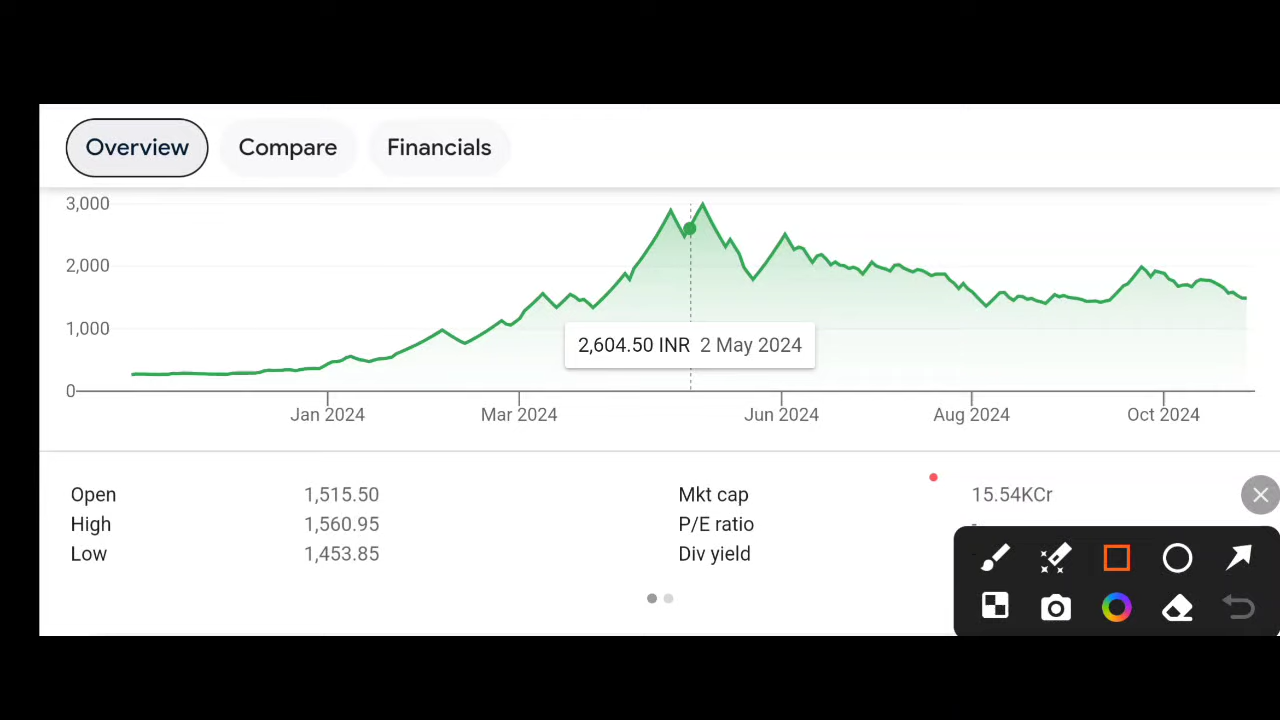 Overview Compare Financials
3,000
2,000
1,000
0
2,604.50 INR 2 May 2024
Jan 2024 Mar 2024 Jun 2024 Aug 2024 Oct 2024
Open 1,515.50 Mkt cap 15.54KCr
High 1,560.95 P/E ratio -
Low 1,453.85 Div yield